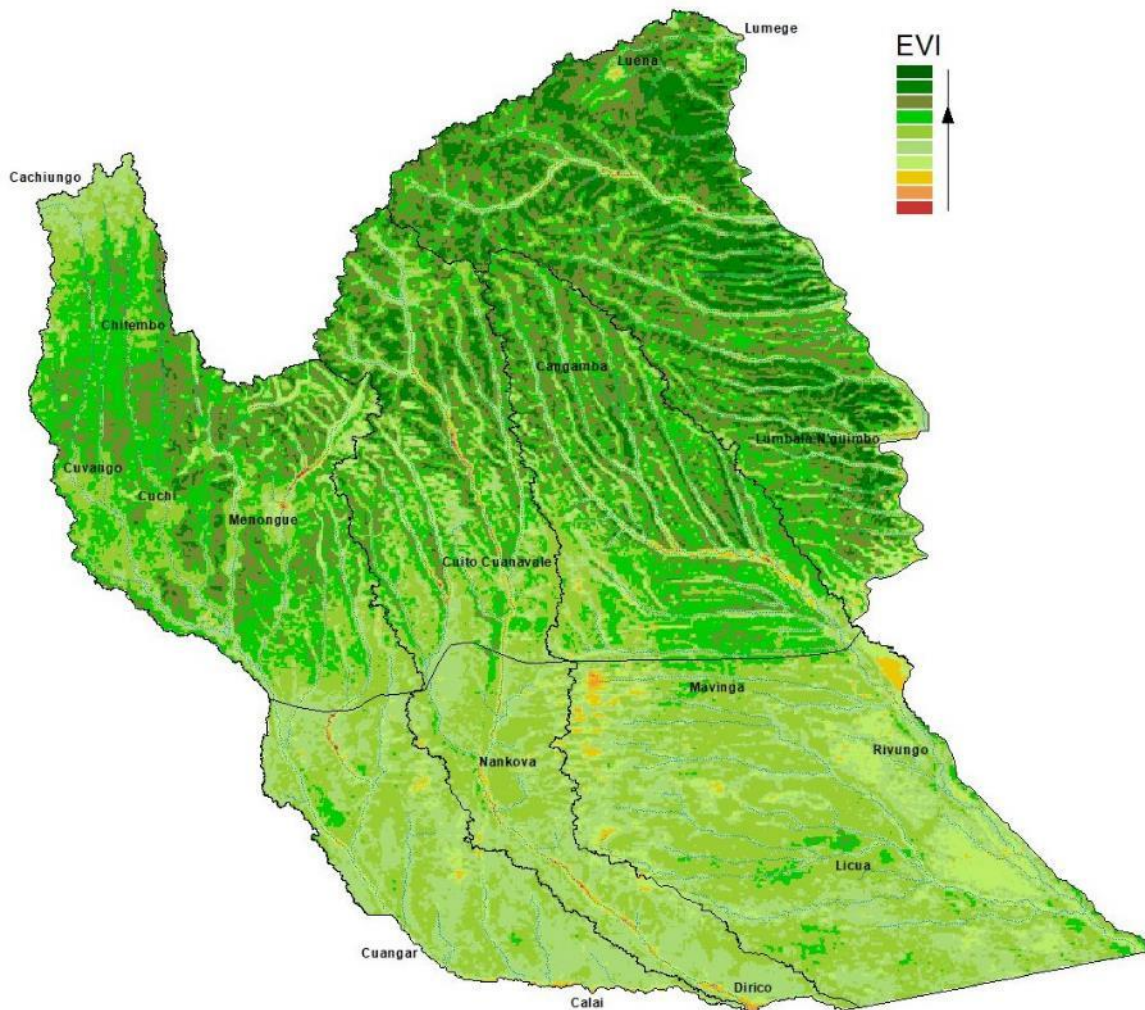 Lumege
EVI
Luena
Cachiungo
Chitembo
Cangamba
Lumbala N'guimbo
Cuvango
Cuchi
Menongue
Cuito Cuanavale
Mavinga
Rivungo
Nankova
Licua
Cuangar
Dirico
Calai